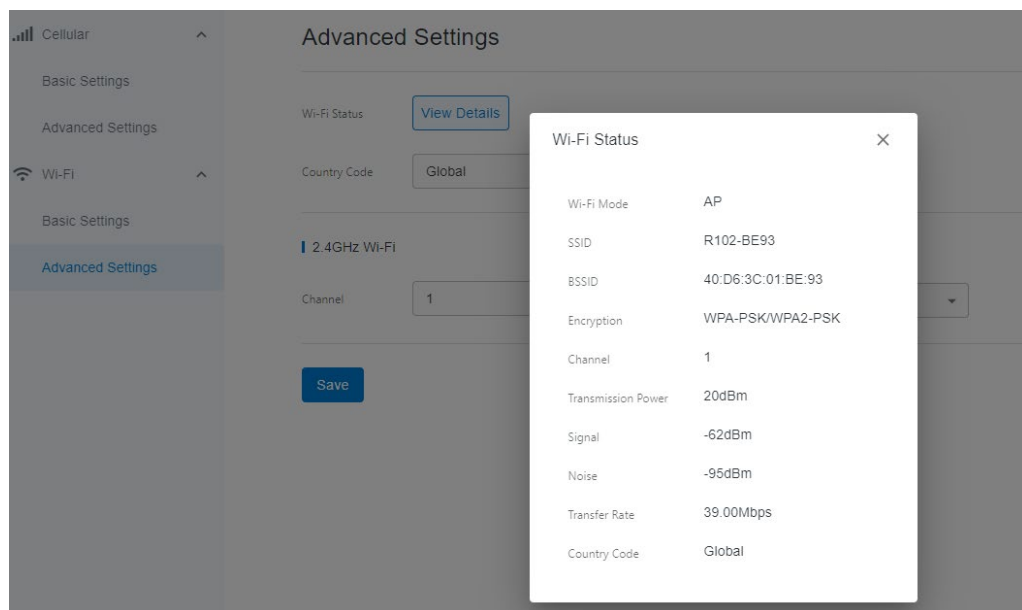 Cellular
Basic Settings
Advanced Settings
Wi-Fi
Basic Settings
Advanced Settings
Advanced Settings
Wi-Fi Status View Details
Country Code Global
2.4GHz Wi-Fi
Channel 1
Save
Wi-Fi Status
Wi-Fi Mode AP
SSID R102-BE93
BSSID 40:D6:3C:01:BE:93
Encryption WPA-PSK/WPA2-PSK
Channel 1
Transmission Power 20dBm
Signal -62dBm
Noise -95dBm
Transfer Rate 39.00Mbps
Country Code Global